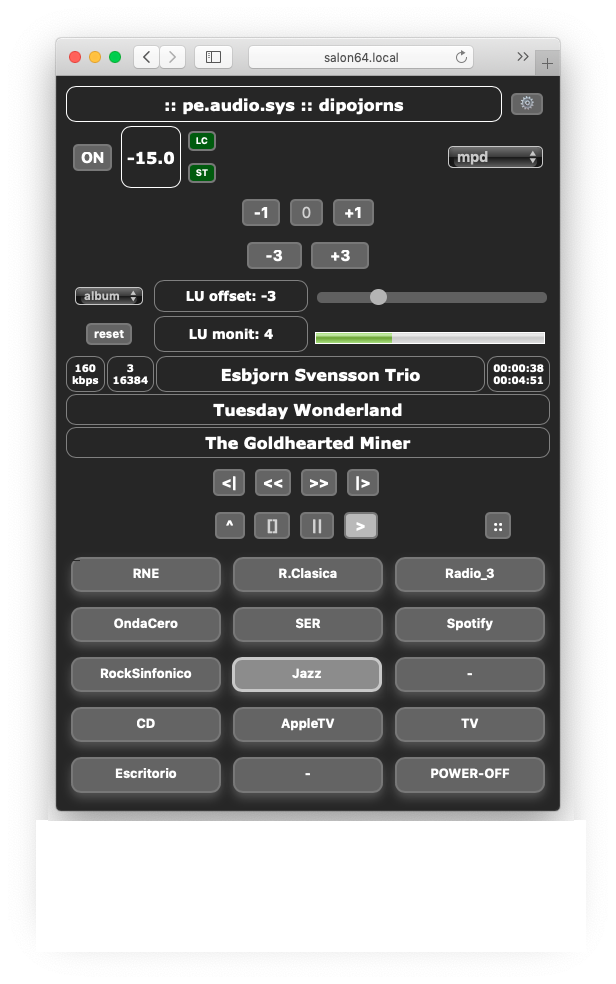 salon64.local
:: pe.audio.sys :: dipojorns
ON
-15.0
LC
ST
mpd
-1 0 +1
-3 +3
album
LU offset: -3
reset
LU monit: 4
160
kbps
3
16384
Esbjorn Svensson Trio
00:00:38
00:04:51
Tuesday Wonderland
The Goldhearted Miner
<| << >> |>
^ [] || > ::
RNE R.Clasica Radio_3
OndaCero SER Spotify
RockSinfonico Jazz -
CD AppleTV TV
Escritorio - POWER-OFF